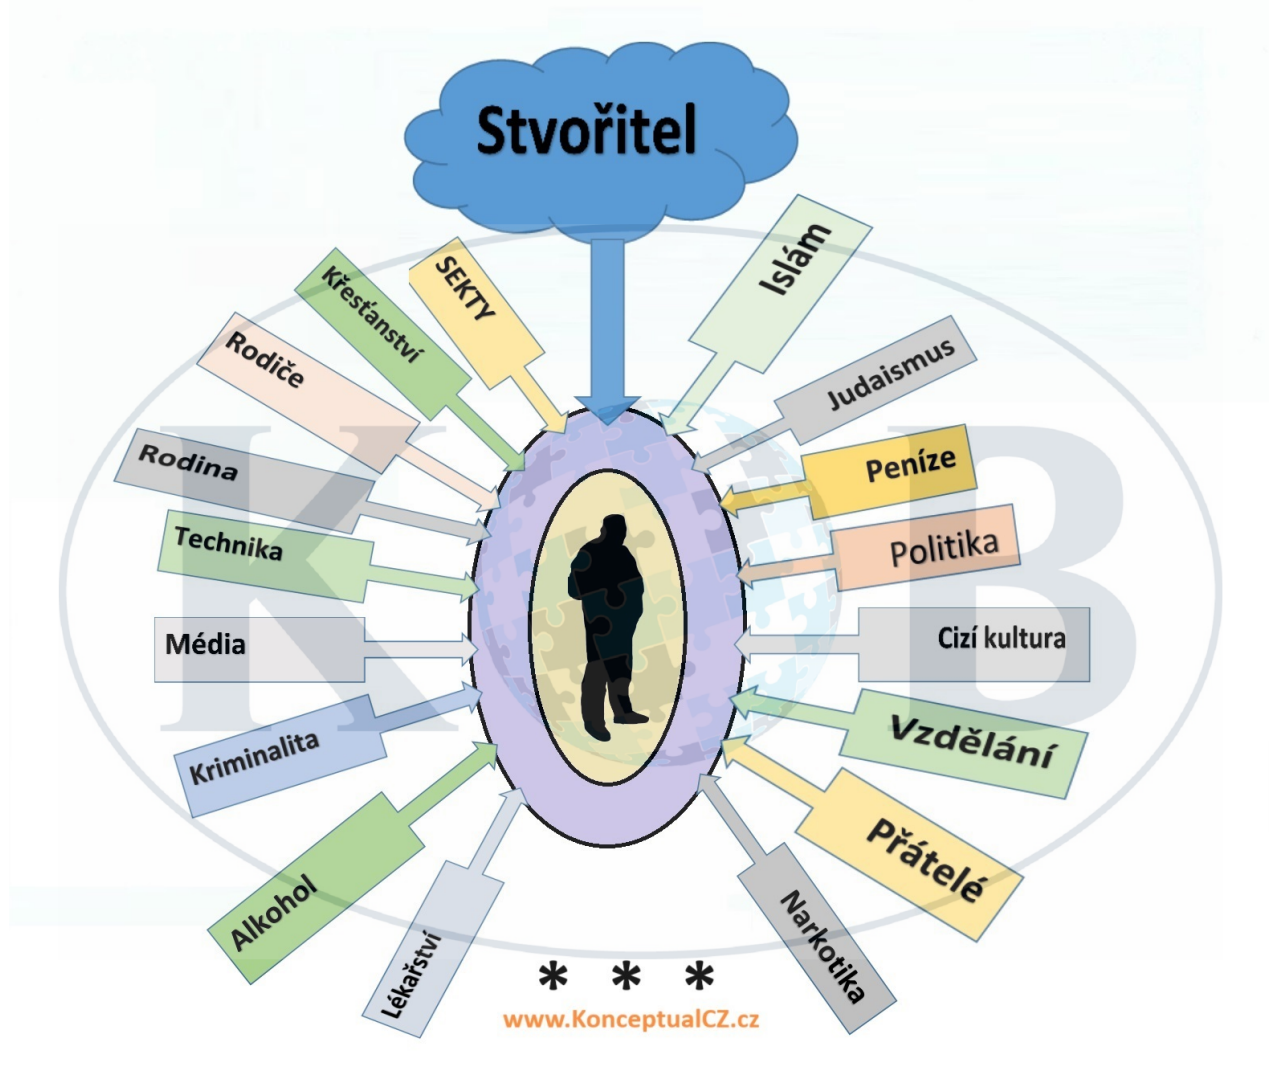 Stvořitel
SEKTY
Křesťanství
Rodiče
Rodina
Technika
Média
Kriminalita
Alkohol
Lékařství
Islám
Judaismus
Peníze
Politika
Cizí kultura
Vzdělání
Přátelé
Narkotika
K B
* * *
www.KonceptualCZ.cz